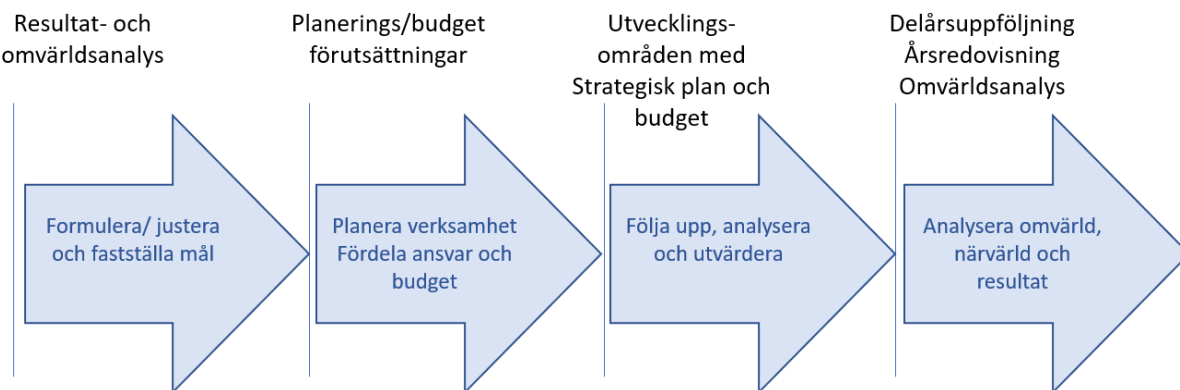 Resultat- och
omvärldsanalys
Planerings/budget
förutsättningar
Utvecklings-
områden med
Strategisk plan och
budget
Delårsuppföljning
Årsredovisning
Omvärldsanalys
Formulera/ justera
och fastställa mål
Planera verksamhet
Fördela ansvar och
budget
Följa upp, analysera
och utvärdera
Analysera omvärld,
närvärld och
resultat